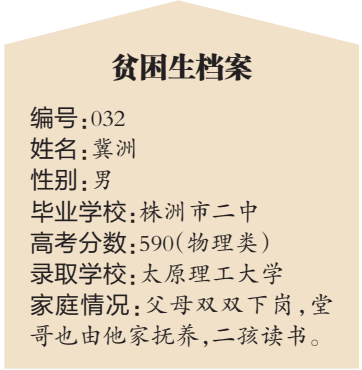 贫困生档案
编号:032
姓名:冀洲
性别:男
毕业学校:株洲市二中
高考分数:590(物理类)
录取学校:太原理工大学
家庭情况:父母双双下岗,堂
哥也由他家抚养,二孩读书。